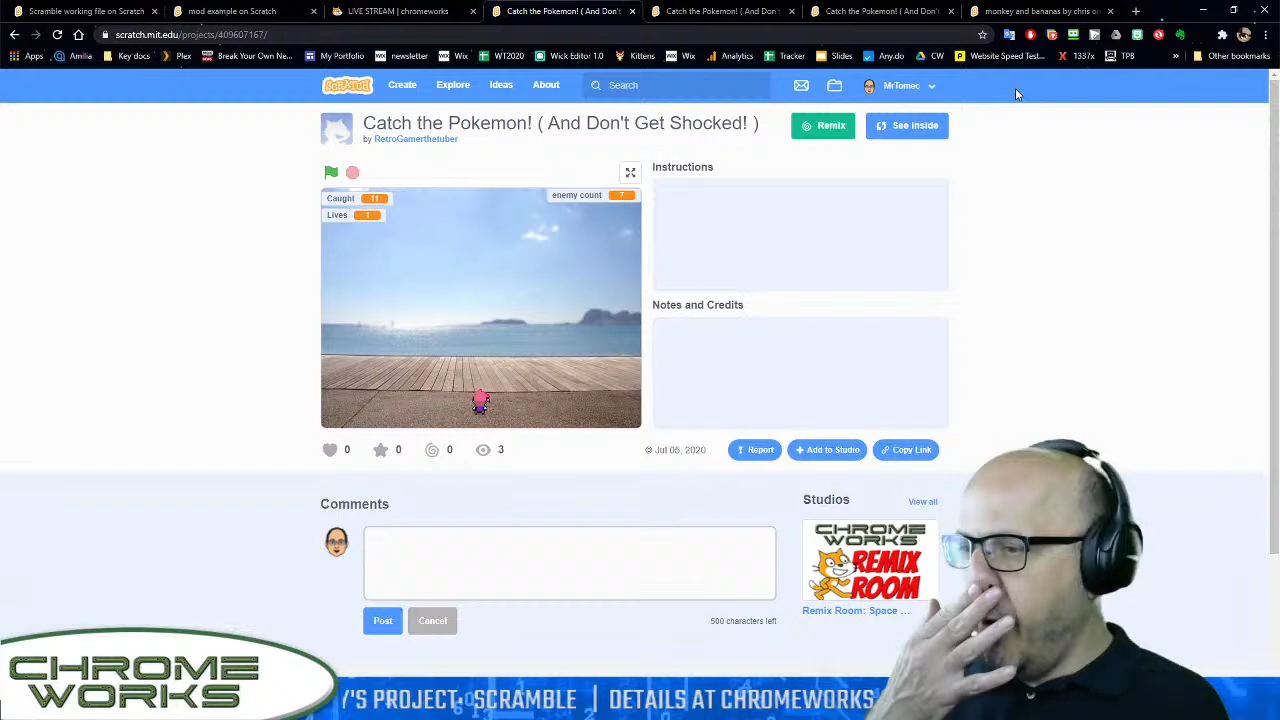 Scramble working file on Scratch
mod example on Scratch
LIVE STREAM | chromeworks
Catch the Pokemon! ( And Don't
Catch the Pokemon! ( And Don't
Catch the Pokemon! ( And Don't
monkey and bananas by chris on
scratch.mit.edu/projects/409607167/
Apps
Amilia
Key docs
Plex
Break Your Own Ne...
My Portfolio
newsletter
Wix
WT2020
Wick Editor 1.0
Kittens
Wix
Analytics
Tracker
Slides
Any.do
CW
Website Speed Test...
1337x
TPB
»
Other bookmarks
SCRATCH
Create
Explore
Ideas
About
Search
MrTomec
Catch the Pokemon! ( And Don't Get Shocked! )
by RetroGamerthetuber
Remix
See inside
Instructions
Caught 11
enemy count 7
Lives 1
Notes and Credits
0
0
0
3
© Jul 05, 2020
Report
Add to Studio
Copy Link
Comments
Studios
View all
CHROME
WORKS
REMIX
ROOM
Remix Room: Space ...
Post
Cancel
500 characters left
CHROME
WORKS
Y'S PROJECT: SCRAMBLE | DETAILS AT CHROMEWORKS